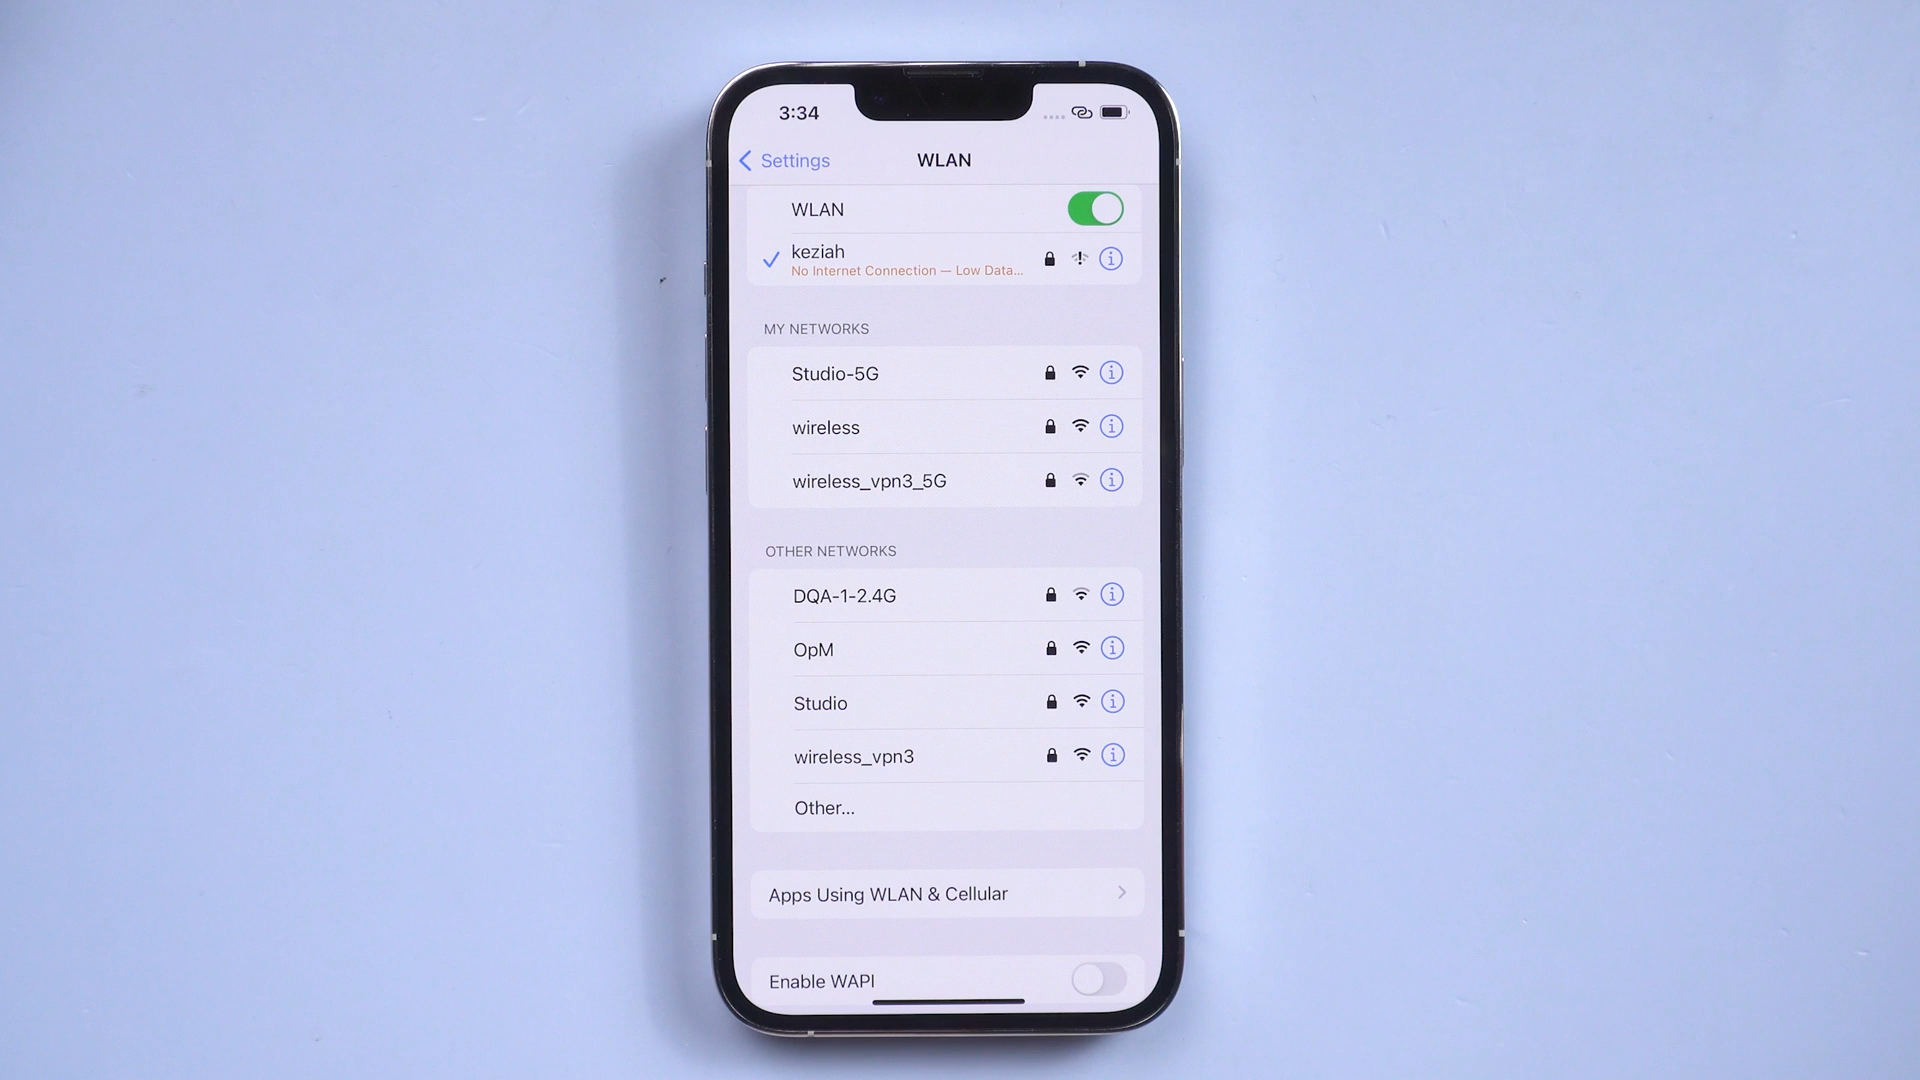 3:34
Settings
WLAN
WLAN
keziah
No Internet Connection — Low Data...
MY NETWORKS
Studio-5G
wireless
wireless_vpn3_5G
OTHER NETWORKS
DQA-1-2.4G
OpM
Studio
wireless_vpn3
Other...
Apps Using WLAN & Cellular
Enable WAPI